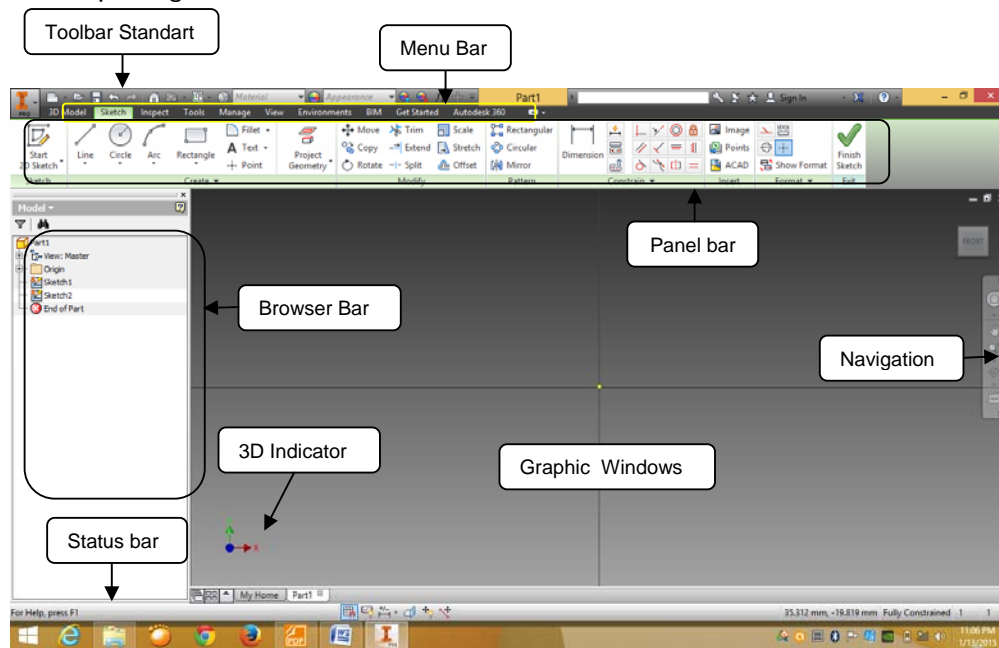 Toolbar Standart
Menu Bar
Material Appearance Part1 Sign In
PRO 3D Model Sketch Inspect Tools Manage View Environments BIM Get Started Autodesk 360
Fillet Move Trim Scale Rectangular Image
Text Copy Extend Stretch Circular Points
Start 2D Sketch Line Circle Arc Rectangle Point Project Geometry Rotate Split Offset Mirror Dimension ACAD Show Format Finish Sketch
Sketch Create Modify Pattern Constrain Insert Format Exit
Model
Panel bar
FRONT
Part1
View: Master
Origin
Sketch1
Sketch2
End of Part
Browser Bar
Navigation
3D Indicator
Graphic Windows
X
Status bar
My Home Part1
For Help, press F1 35.312 mm, -19.819 mm Fully Constrained 1 1
PDF
11:06 PM
1/13/2015